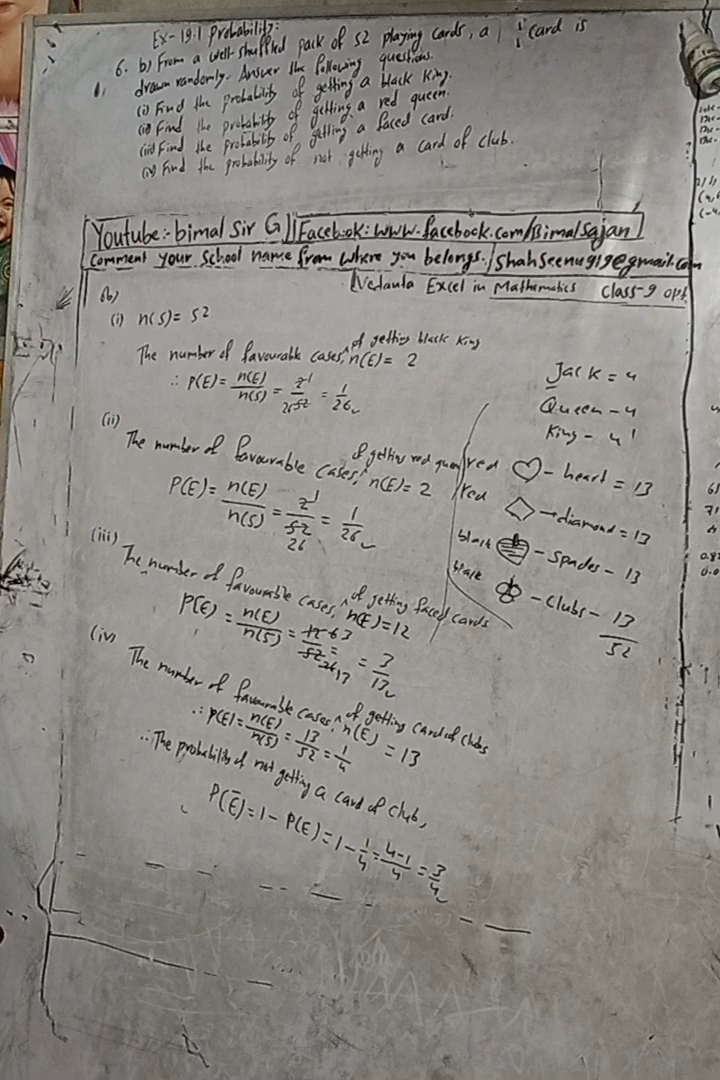 Ex-19.1 Probability:
6. b) From a well shuffled pack of 52 playing cards, a card is
drawn randomly. Answer the following questions.
(i) Find the probability of getting a black King.
(ii) Find the probability of getting a red queen.
(iii) Find the probability of getting a faced card.
(iv) Find the probability of not getting a card of club.
Youtube:- bimal Sir G || Facebook: www.facebook.com/Bimalsajan
Comment your School name from where you belongs. / Shahseenu919@gmail.com
Vedanta Excel in Mathematics Class-9 opt
6b)
(i) n(S) = 52
The number of favourable cases, ^of getting black King n(E) = 2
∴ P(E) = n(E)/n(S) = 2/52 = 1/26
(ii)
The number of favourable cases, ^of getting red queen n(E) = 2
P(E) = n(E)/n(S) = 2/52 = 1/26
(iii)
The number of favourable cases, ^of getting faced cards n(E) = 12
P(E) = n(E)/n(S) = 12/52 = 3/13
(iv)
The number of favourable cases, ^of getting card of clubs n(E) = 13
∴ P(E) = n(E)/n(S) = 13/52 = 1/4
∴ The probability of not getting a card of club,
P(Ē) = 1 - P(E) = 1 - 1/4 = 4-1/4 = 3/4
Jack = 4
Queen - 4
King - 4
red ♡ - heart = 13
red ◇ → diamond = 13
black - Spades - 13
black - Clubs - 13
52